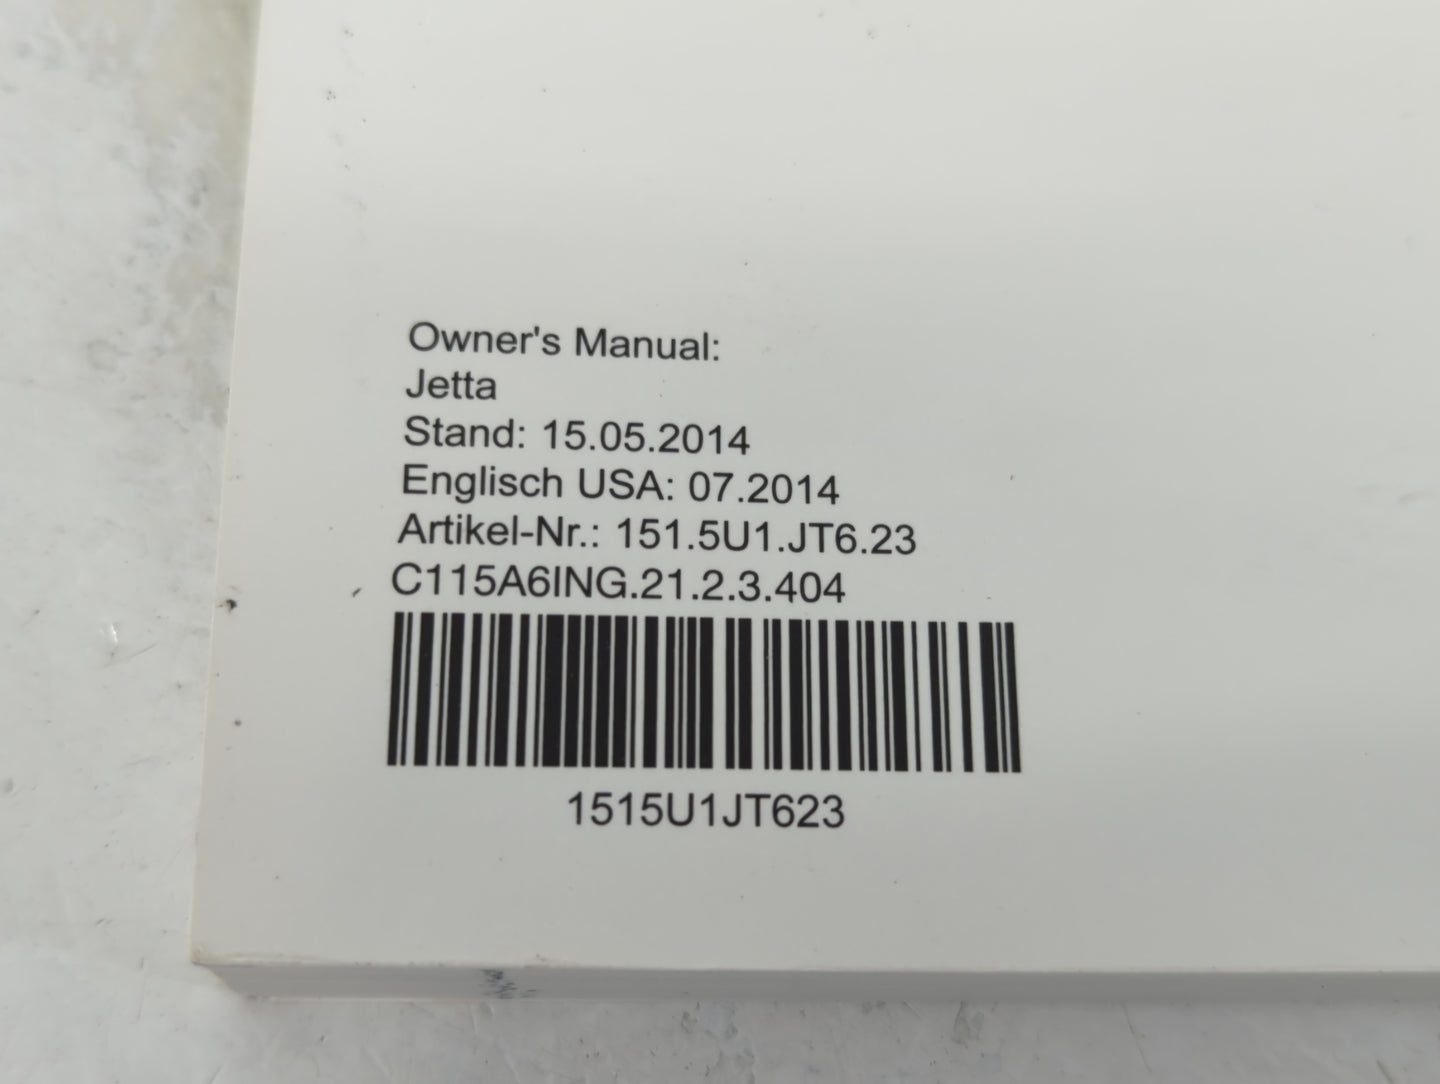 Owner's Manual:
Jetta
Stand: 15.05.2014
Englisch USA: 07.2014
Artikel-Nr.: 151.5U1.JT6.23
C115A6ING.21.2.3.404
1515U1JT623